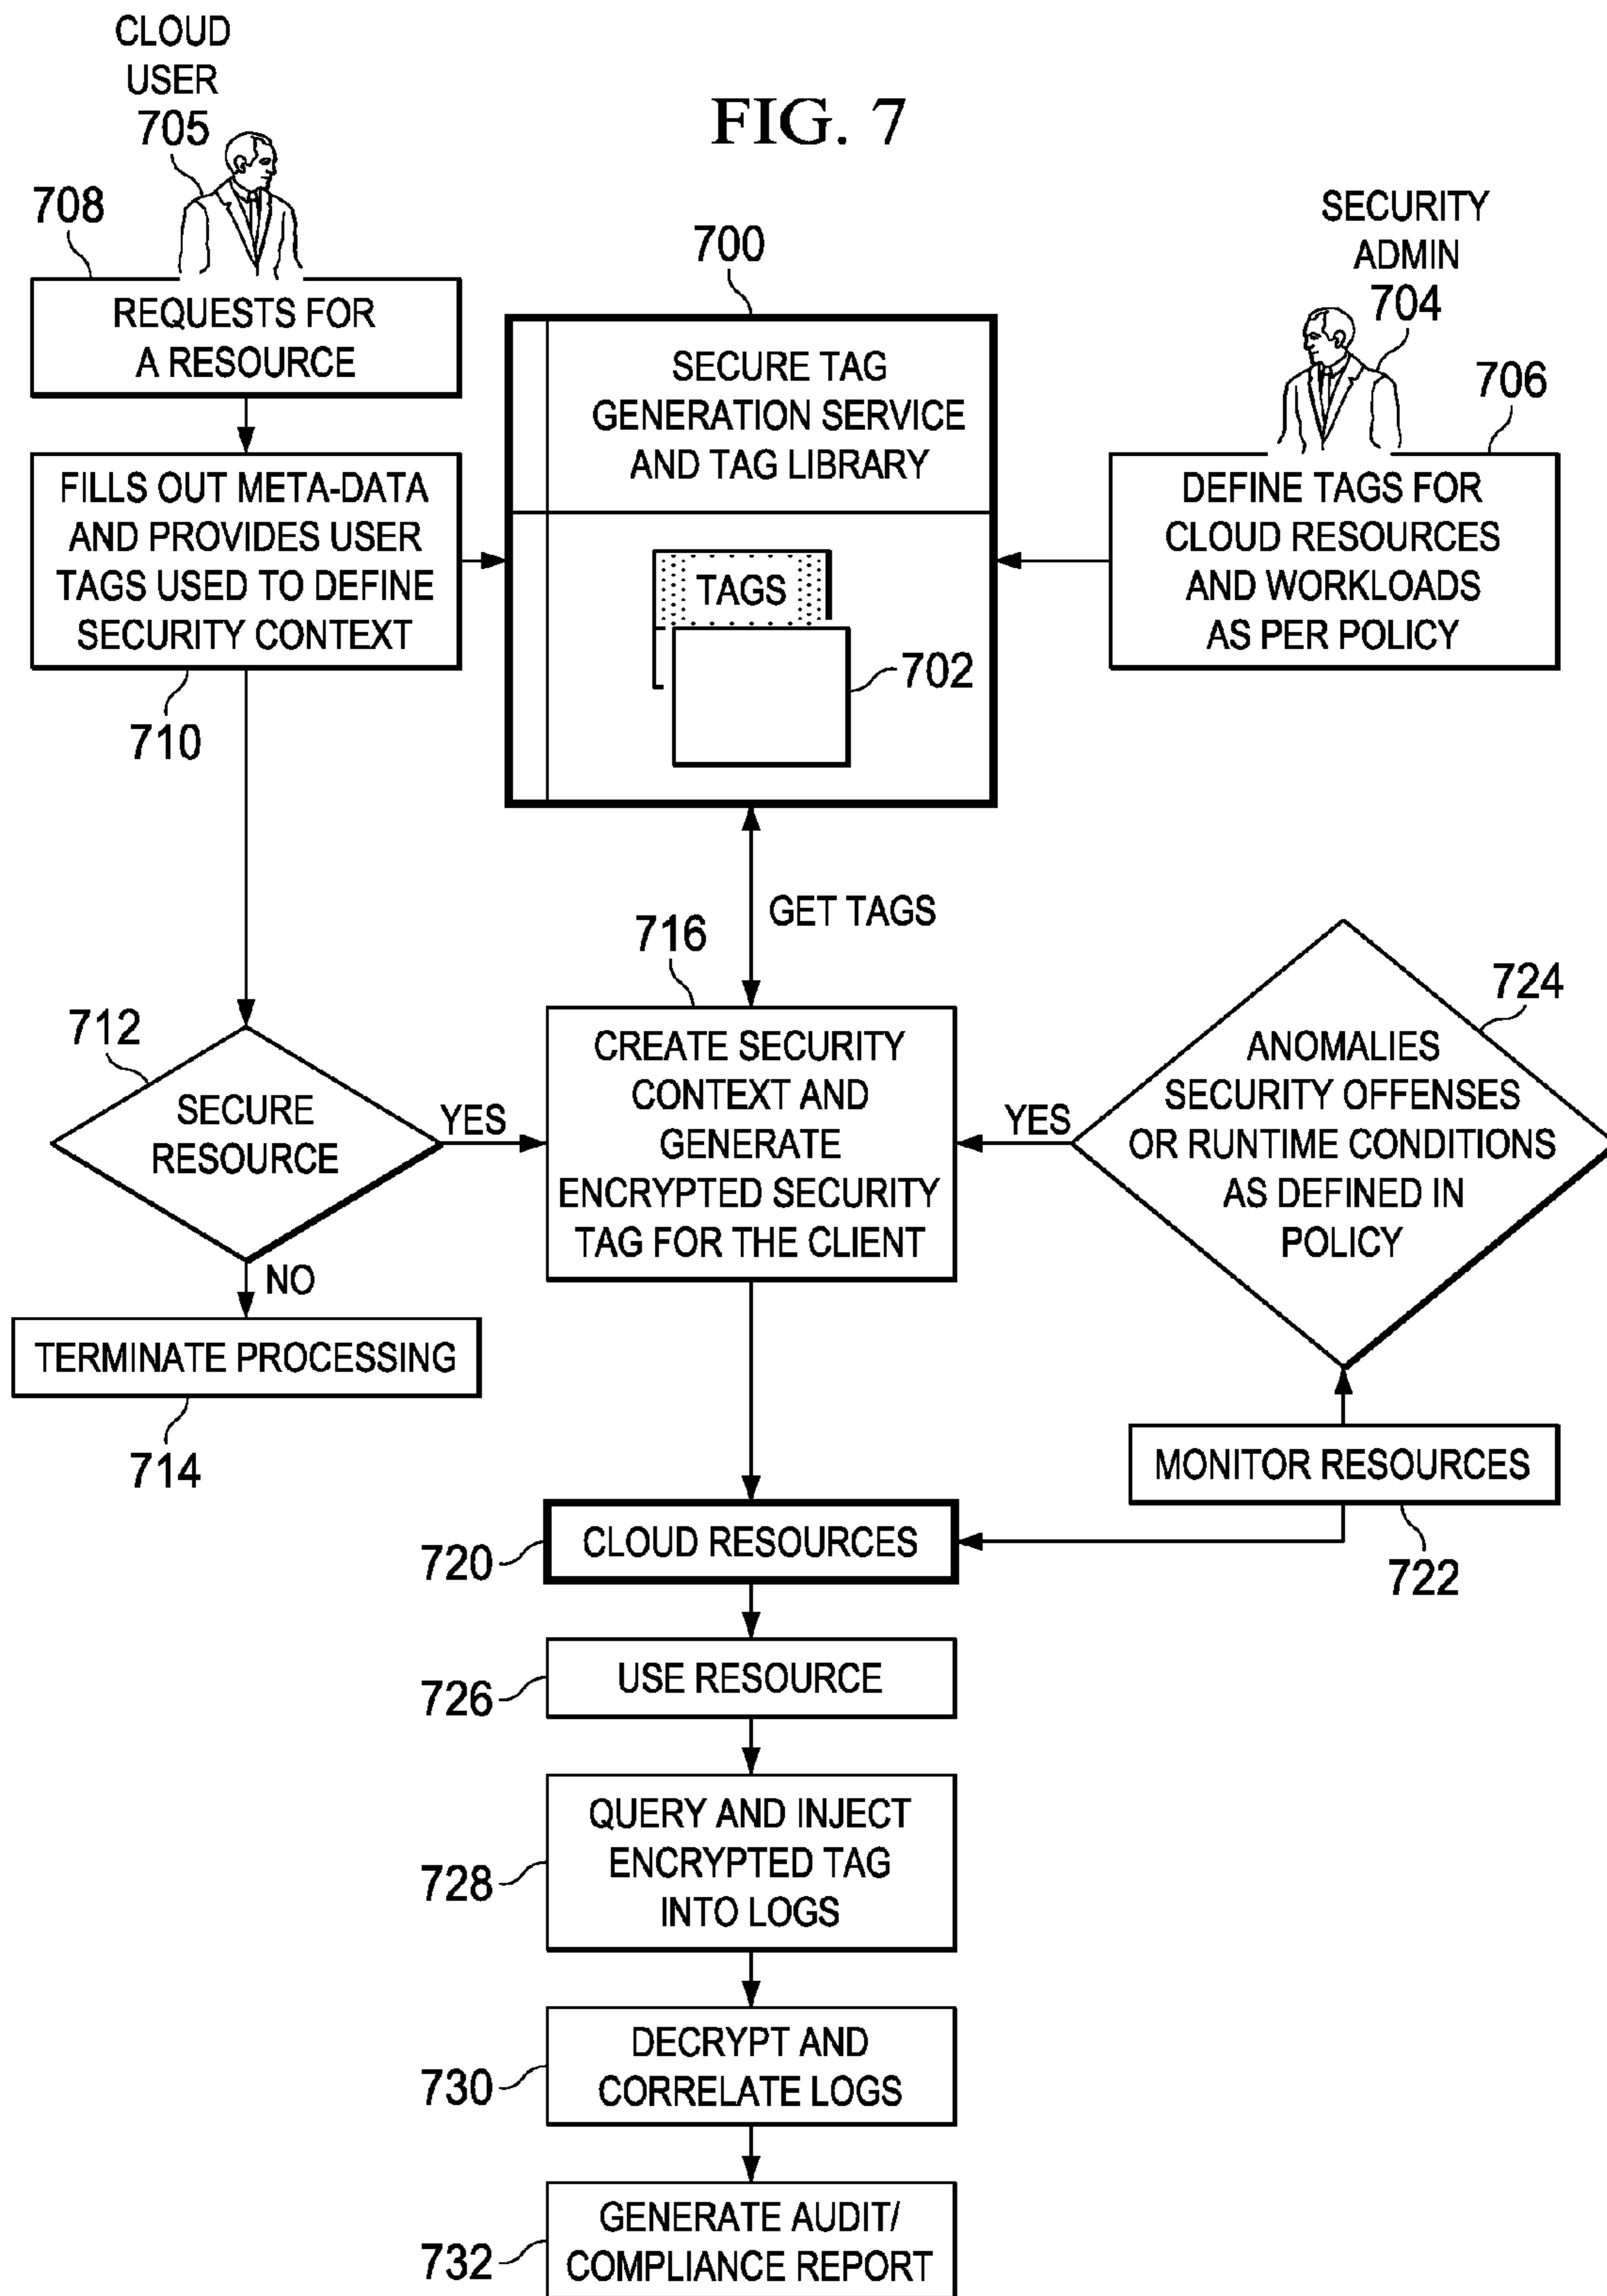 CLOUD
USER
705
FIG. 7
708
REQUESTS FOR
A RESOURCE
700
SECURITY
ADMIN
704
706
SECURE TAG
GENERATION SERVICE
AND TAG LIBRARY
FILLS OUT META-DATA
AND PROVIDES USER
TAGS USED TO DEFINE
SECURITY CONTEXT
710
TAGS
702
DEFINE TAGS FOR
CLOUD RESOURCES
AND WORKLOADS
AS PER POLICY
GET TAGS
712
SECURE
RESOURCE
YES
NO
TERMINATE PROCESSING
714
716
CREATE SECURITY
CONTEXT AND
GENERATE
ENCRYPTED SECURITY
TAG FOR THE CLIENT
YES
724
ANOMALIES
SECURITY OFFENSES
OR RUNTIME CONDITIONS
AS DEFINED IN
POLICY
MONITOR RESOURCES
722
CLOUD RESOURCES
720
USE RESOURCE
726
QUERY AND INJECT
ENCRYPTED TAG
INTO LOGS
728
DECRYPT AND
CORRELATE LOGS
730
GENERATE AUDIT/
COMPLIANCE REPORT
732